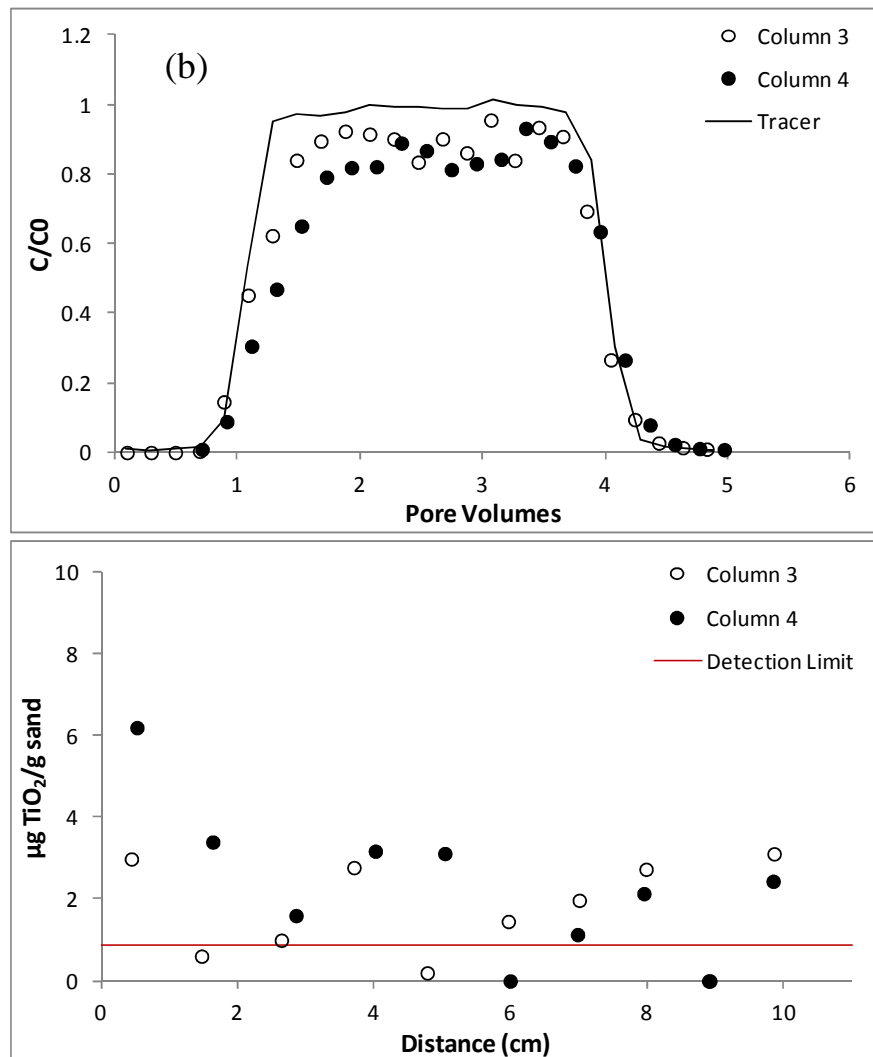 (b)
Column 3
Column 4
Tracer
C/C0
1.2
1
0.8
0.6
0.4
0.2
0
0 1 2 3 4 5 6
Pore Volumes
Column 3
Column 4
Detection Limit
µg TiO₂/g sand
10
8
6
4
2
0
0 2 4 6 8 10
Distance (cm)